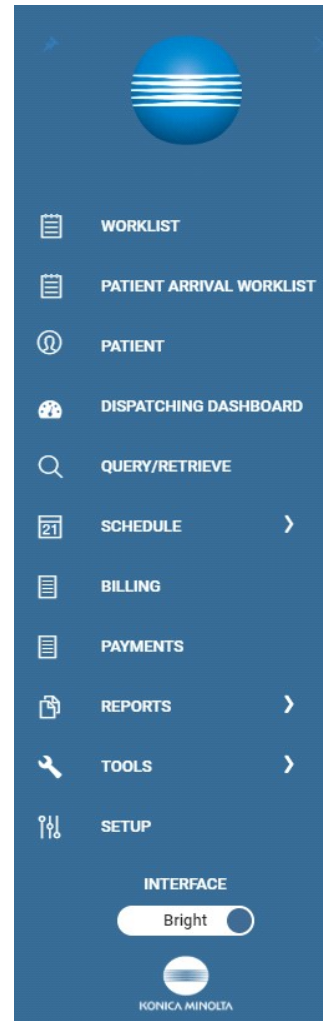 WORKLIST
PATIENT ARRIVAL WORKLIST
PATIENT
DISPATCHING DASHBOARD
QUERY/RETRIEVE
21 SCHEDULE
BILLING
PAYMENTS
REPORTS
TOOLS
SETUP
INTERFACE
Bright
KONICA MINOLTA